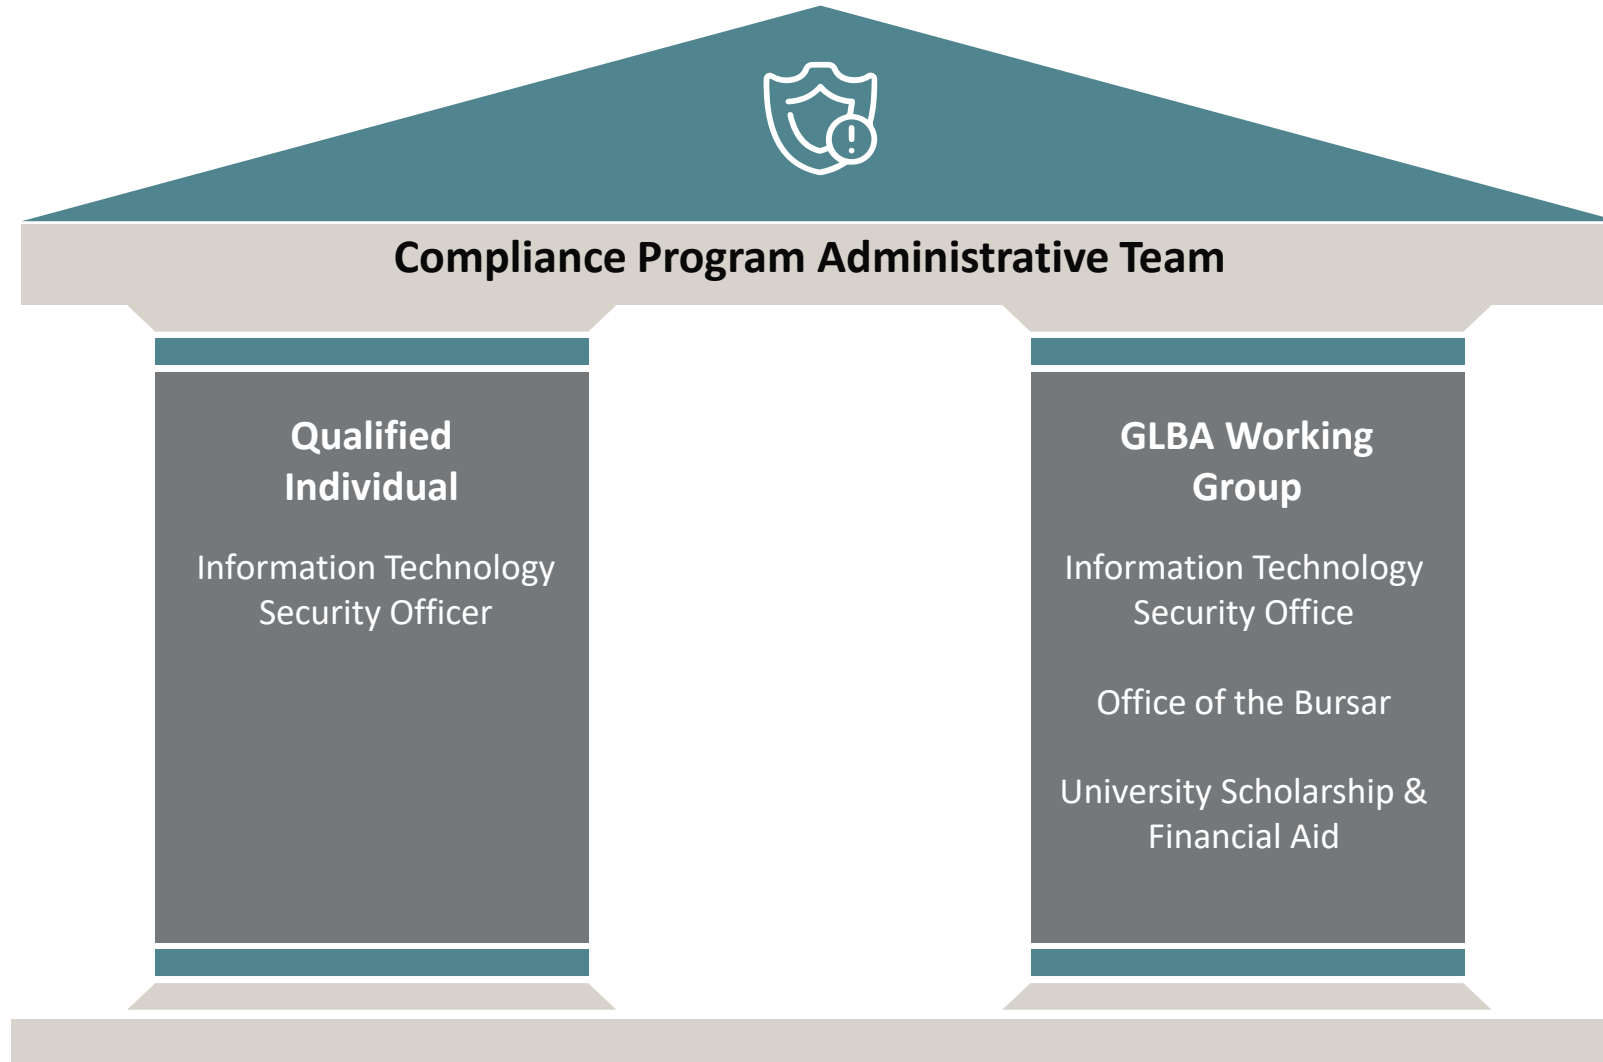 Compliance Program Administrative Team
Qualified
Individual
Information Technology
Security Officer
GLBA Working
Group
Information Technology
Security Office
Office of the Bursar
University Scholarship &
Financial Aid